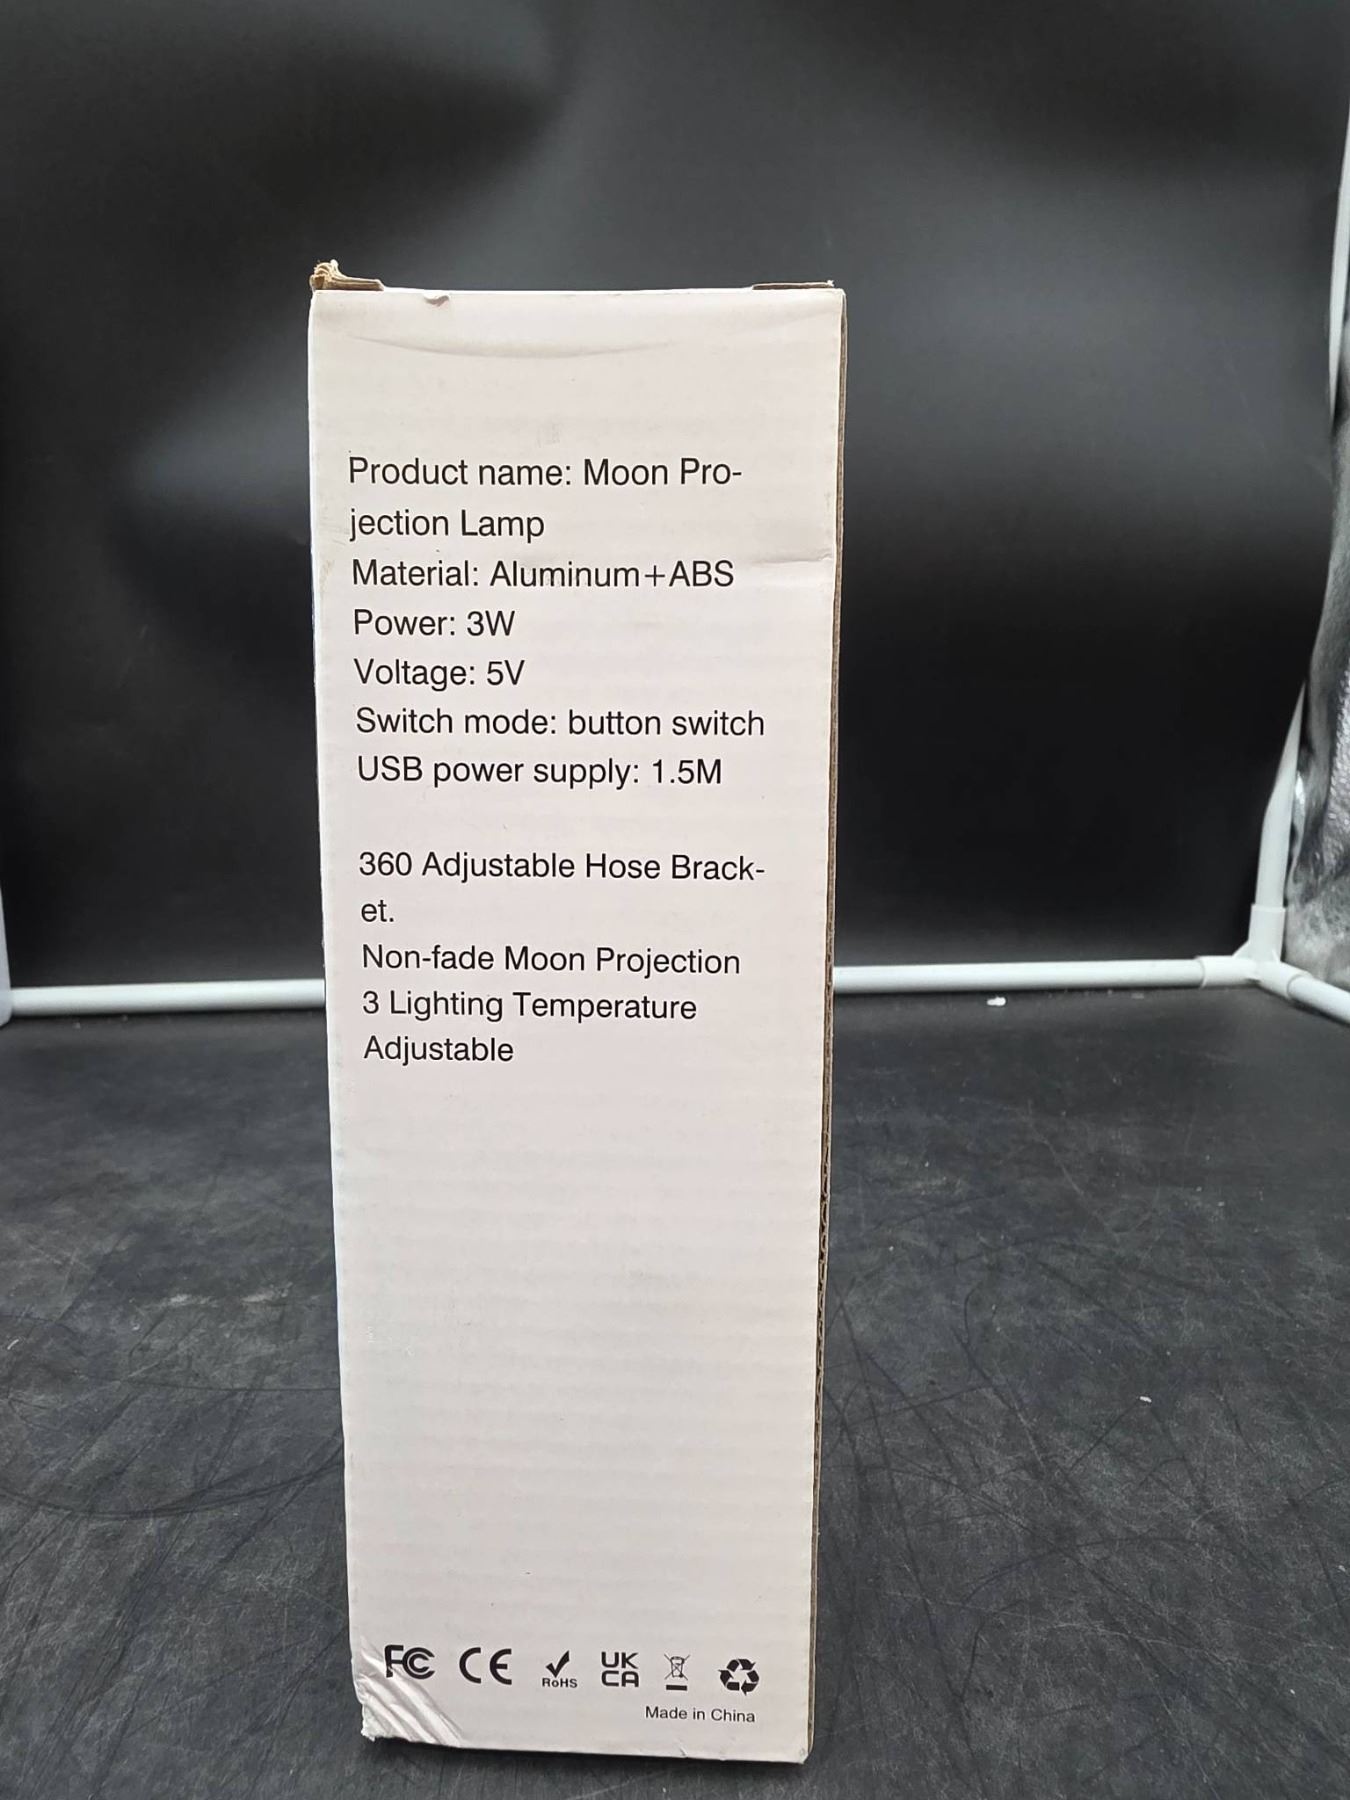 Product name: Moon Pro-
jection Lamp
Material: Aluminum+ABS
Power: 3W
Voltage: 5V
Switch mode: button switch
USB power supply: 1.5M
360 Adjustable Hose Brack-
et.
Non-fade Moon Projection
3 Lighting Temperature
Adjustable
FC CE RoHS UK
CA
Made in China